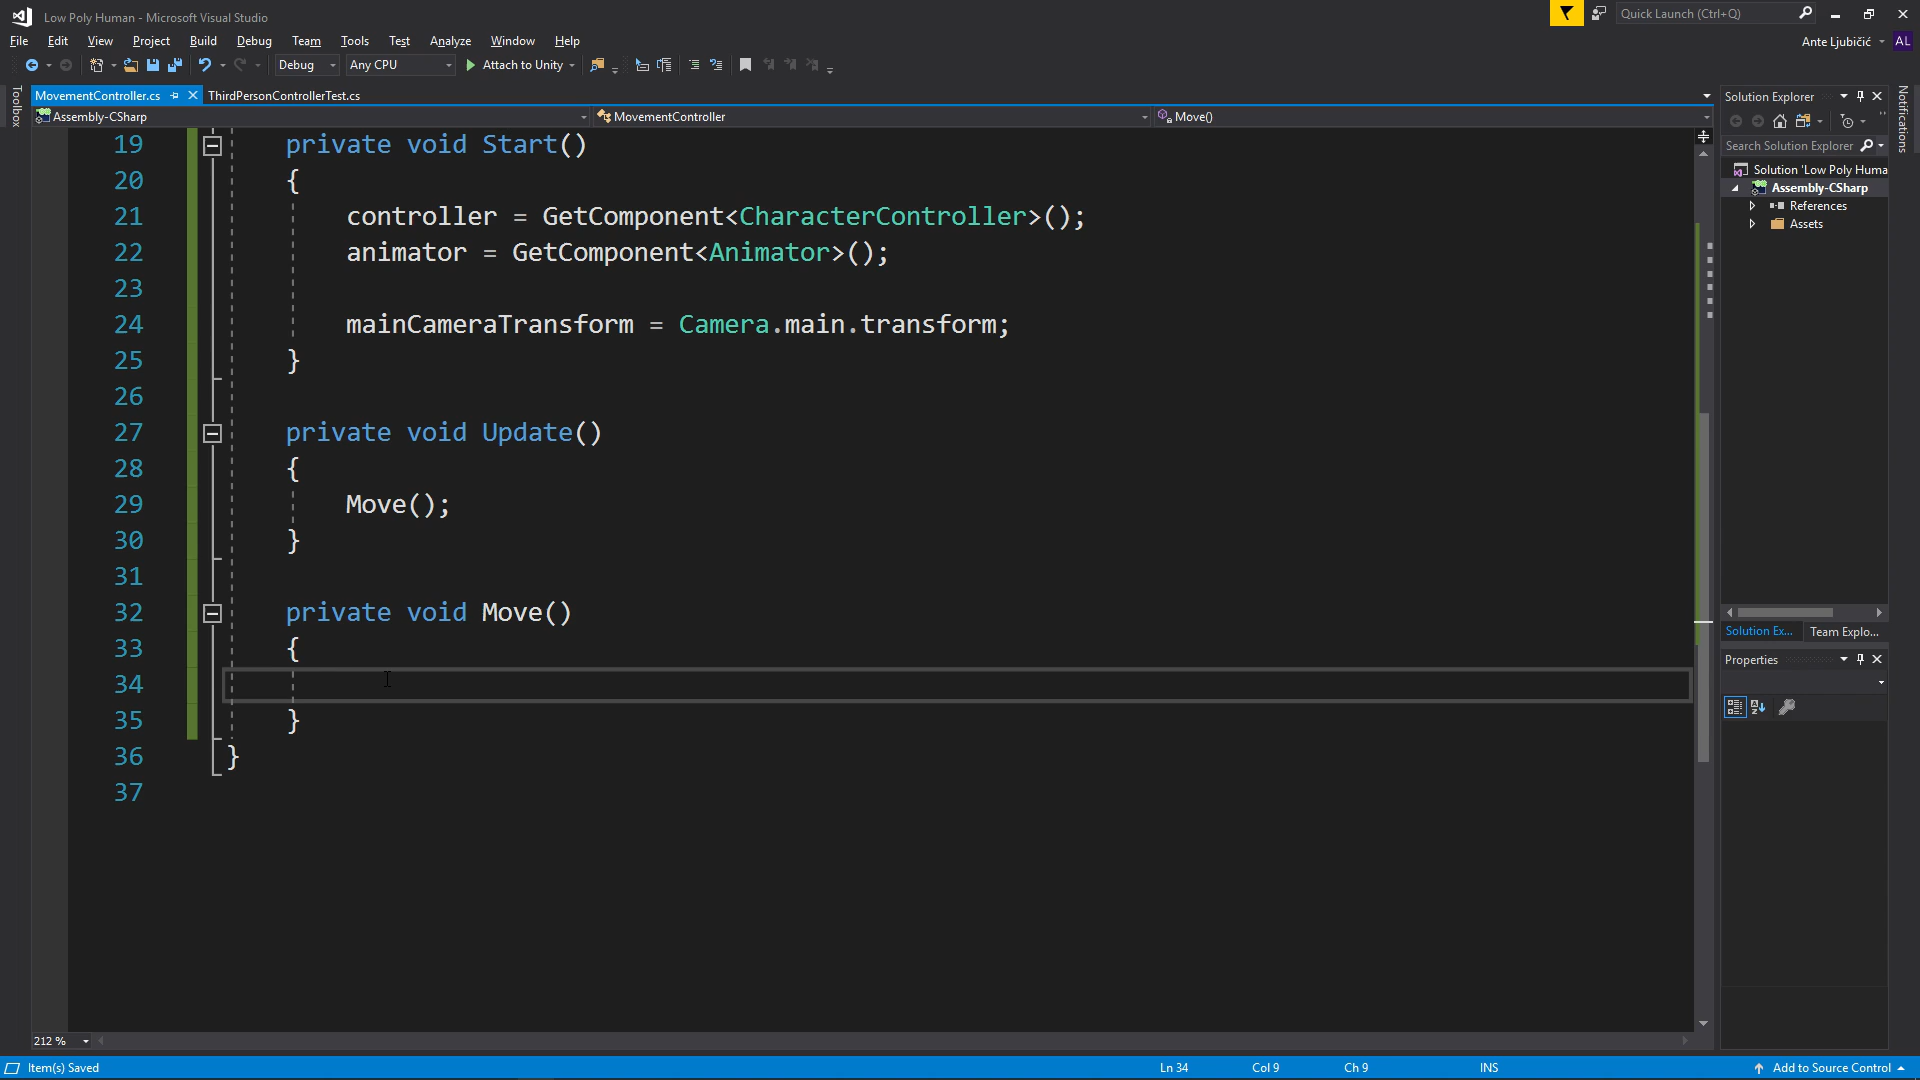 Low Poly Human - Microsoft Visual Studio
Quick Launch (Ctrl+Q)
File Edit View Project Build Debug Team Tools Test Analyze Window Help
Ante Ljubičić AL
Debug Any CPU Attach to Unity
Toolbox
MovementController.cs ThirdPersonControllerTest.cs
Assembly-CSharp MovementController Move()
19 private void Start()
20 {
21 controller = GetComponent<CharacterController>();
22 animator = GetComponent<Animator>();
23
24 mainCameraTransform = Camera.main.transform;
25 }
26
27 private void Update()
28 {
29 Move();
30 }
31
32 private void Move()
33 {
34
35 }
36 }
37
Solution Explorer
Notifications
Search Solution Explorer
Solution 'Low Poly Huma
Assembly-CSharp
References
Assets
Solution Ex... Team Explo...
Properties
212 %
Item(s) Saved Ln 34 Col 9 Ch 9 INS Add to Source Control